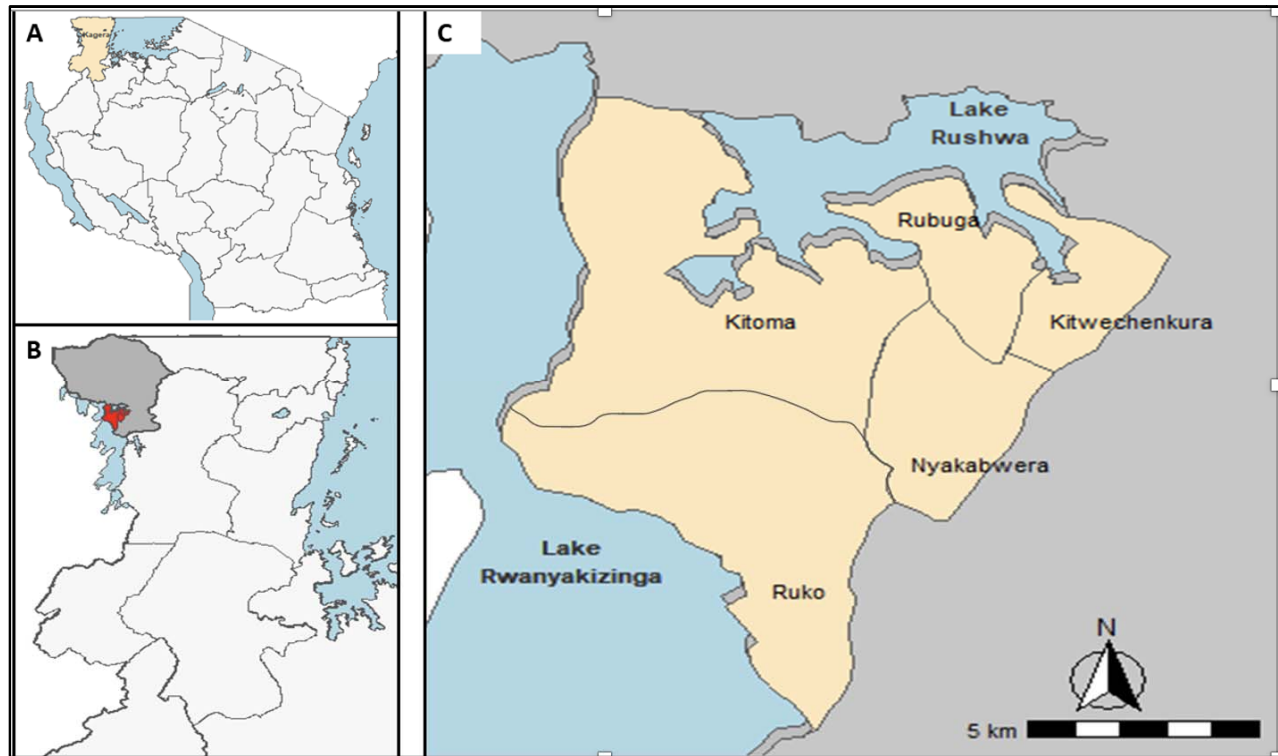 A
Kagera
B
C
Lake
Rushwa
Rubuga
Kitoma
Kitwechenkura
Nyakabwera
Lake
Rwanyakizinga
Ruko
N
5 km